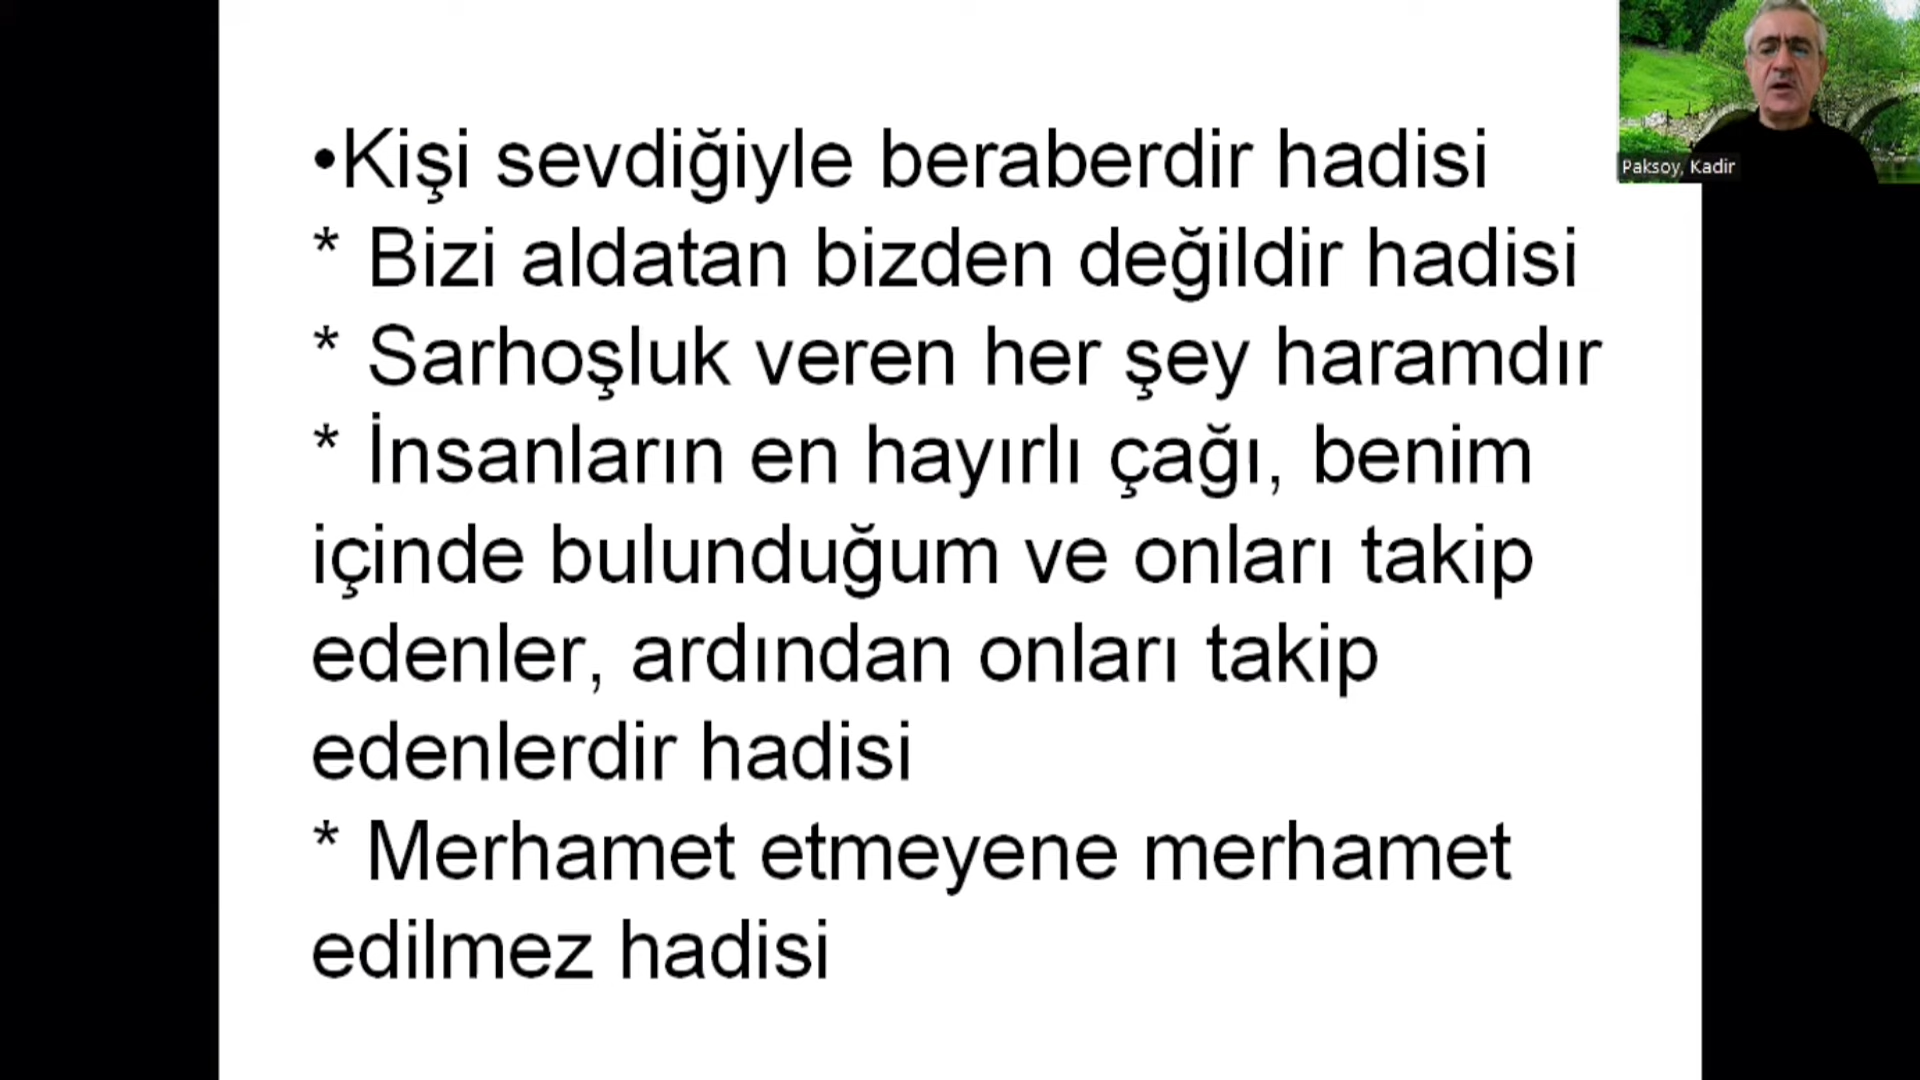 •Kişi sevdiğiyle beraberdir hadisi
* Bizi aldatan bizden değildir hadisi
* Sarhoşluk veren her şey haramdır
* İnsanların en hayırlı çağı, benim
içinde bulunduğum ve onları takip
edenler, ardından onları takip
edenlerdir hadisi
* Merhamet etmeyene merhamet
edilmez hadisi
Paksoy, Kadir